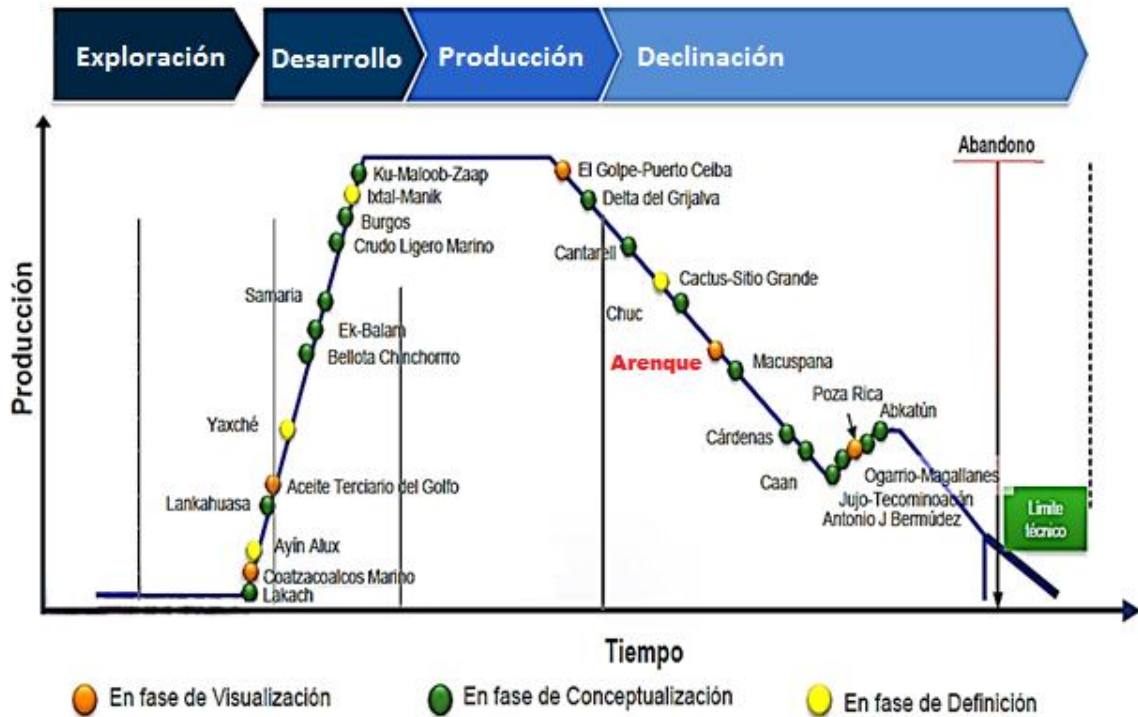 Exploración
Desarrollo
Producción
Declinación
Producción
Abandono
Ku-Maloob-Zaap
Ixtal-Manik
Burgos
Crudo Ligero Marino
Samaria
Ek-Balam
Bellota Chinchorrro
Yaxché
Aceite Terciario del Golfo
Lankahuasa
Ayín Alux
Coatzacoalcos Marino
Lakach
El Golpe-Puerto Ceiba
Delta del Grijalva
Cantarell
Cactus-Sitio Grande
Chuc
Arenque
Macuspana
Poza Rica
Abkatún
Cárdenas
Caan
Ogarrio-Magallanes
Jujo-Tecominoacán
Antonio J Bermúdez
Límite
técnico
Tiempo
En fase de Visualización
En fase de Conceptualización
En fase de Definición